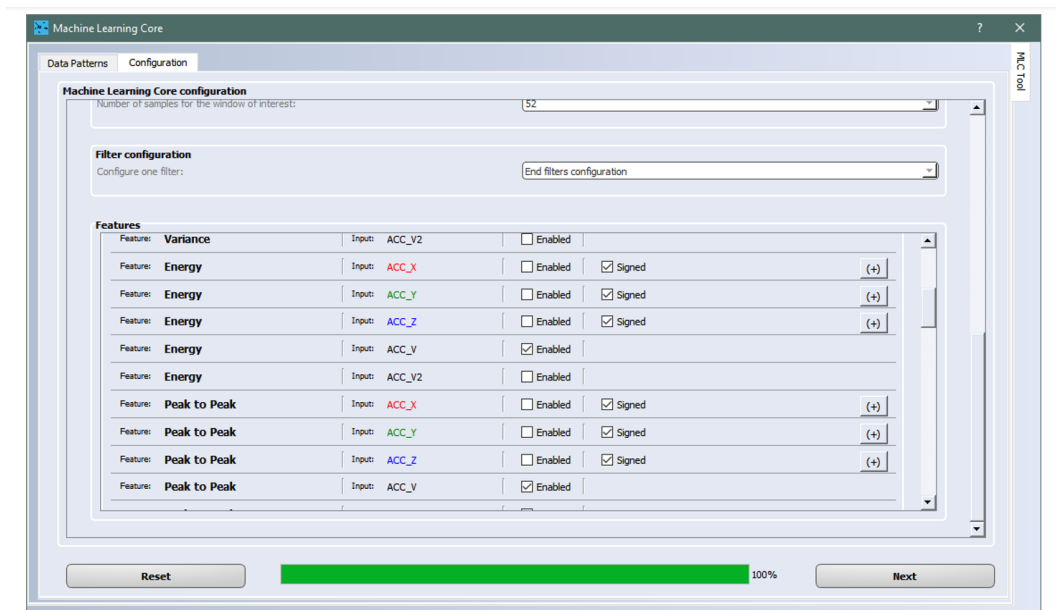 Machine Learning Core ? ×
MLC Tool
Data Patterns Configuration
Machine Learning Core configuration
Number of samples for the window of interest: 52
Filter configuration
Configure one filter: End filters configuration
Features
Feature: Variance Input: ACC_V2 Enabled
Feature: Energy Input: ACC_X Enabled Signed (+)
Feature: Energy Input: ACC_Y Enabled Signed (+)
Feature: Energy Input: ACC_Z Enabled Signed (+)
Feature: Energy Input: ACC_V Enabled
Feature: Energy Input: ACC_V2 Enabled
Feature: Peak to Peak Input: ACC_X Enabled Signed (+)
Feature: Peak to Peak Input: ACC_Y Enabled Signed (+)
Feature: Peak to Peak Input: ACC_Z Enabled Signed (+)
Feature: Peak to Peak Input: ACC_V Enabled
Reset 100% Next